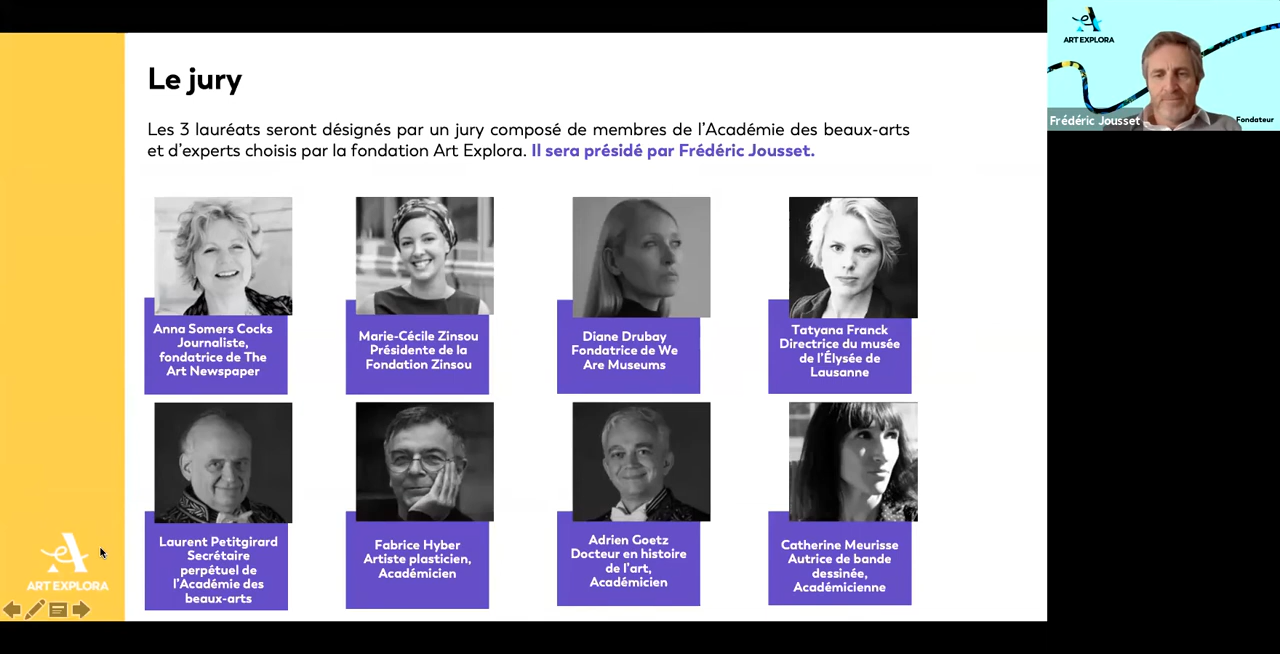 Le jury
Les 3 lauréats seront désignés par un jury composé de membres de l'Académie des beaux-arts
et d'experts choisis par la fondation Art Explora. Il sera présidé par Frédéric Jousset.
Anna Somers Cocks
Journaliste,
fondatrice de The
Art Newspaper
Marie-Cécile Zinsou
Présidente de la
Fondation Zinsou
Diane Drubay
Fondatrice de We
Are Museums
Tatyana Franck
Directrice du musée
de l'Élysée de
Lausanne
Laurent Petitgirard
Secrétaire
perpétuel de
l'Académie des
beaux-arts
Fabrice Hyber
Artiste plasticien,
Académicien
Adrien Goetz
Docteur en histoire
de l'art,
Académicien
Catherine Meurisse
Autrice de bande
dessinée,
Académicienne
ART EXPLORA
ART EXPLORA
Frédéric Jousset
Fondateur